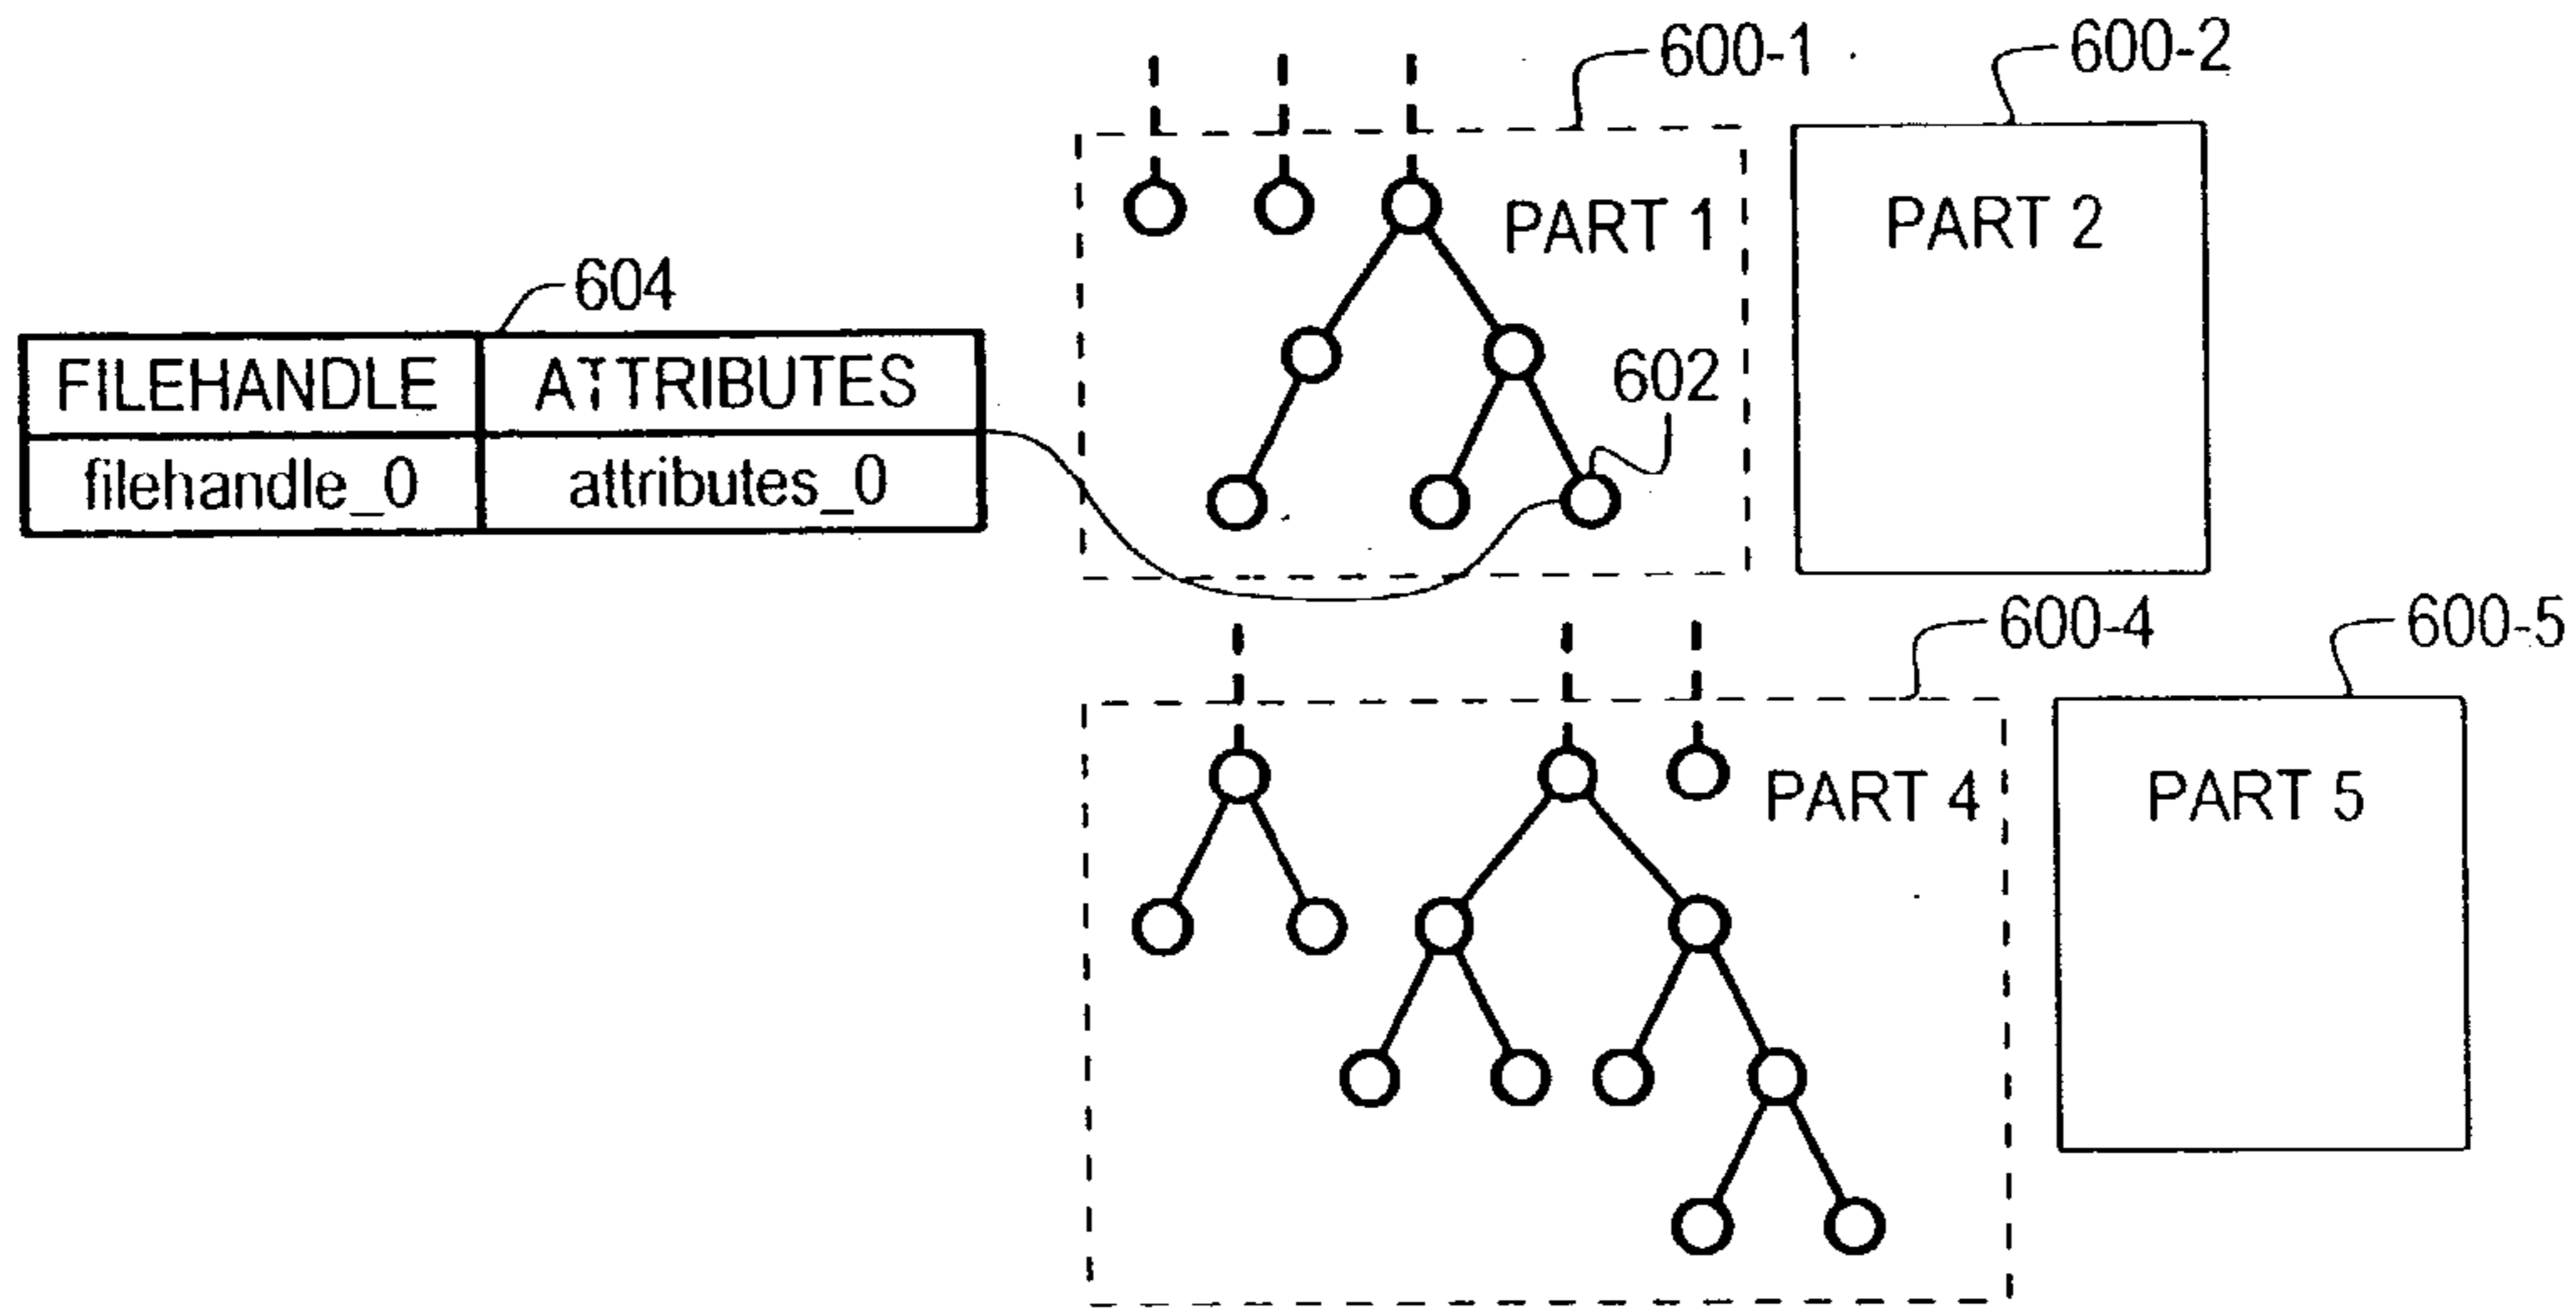 600-1
600-2
PART 1
PART 2
604
FILEHANDLE ATTRIBUTES
filehandle_0 attributes_0
602
600-4
600-5
PART 4
PART 5